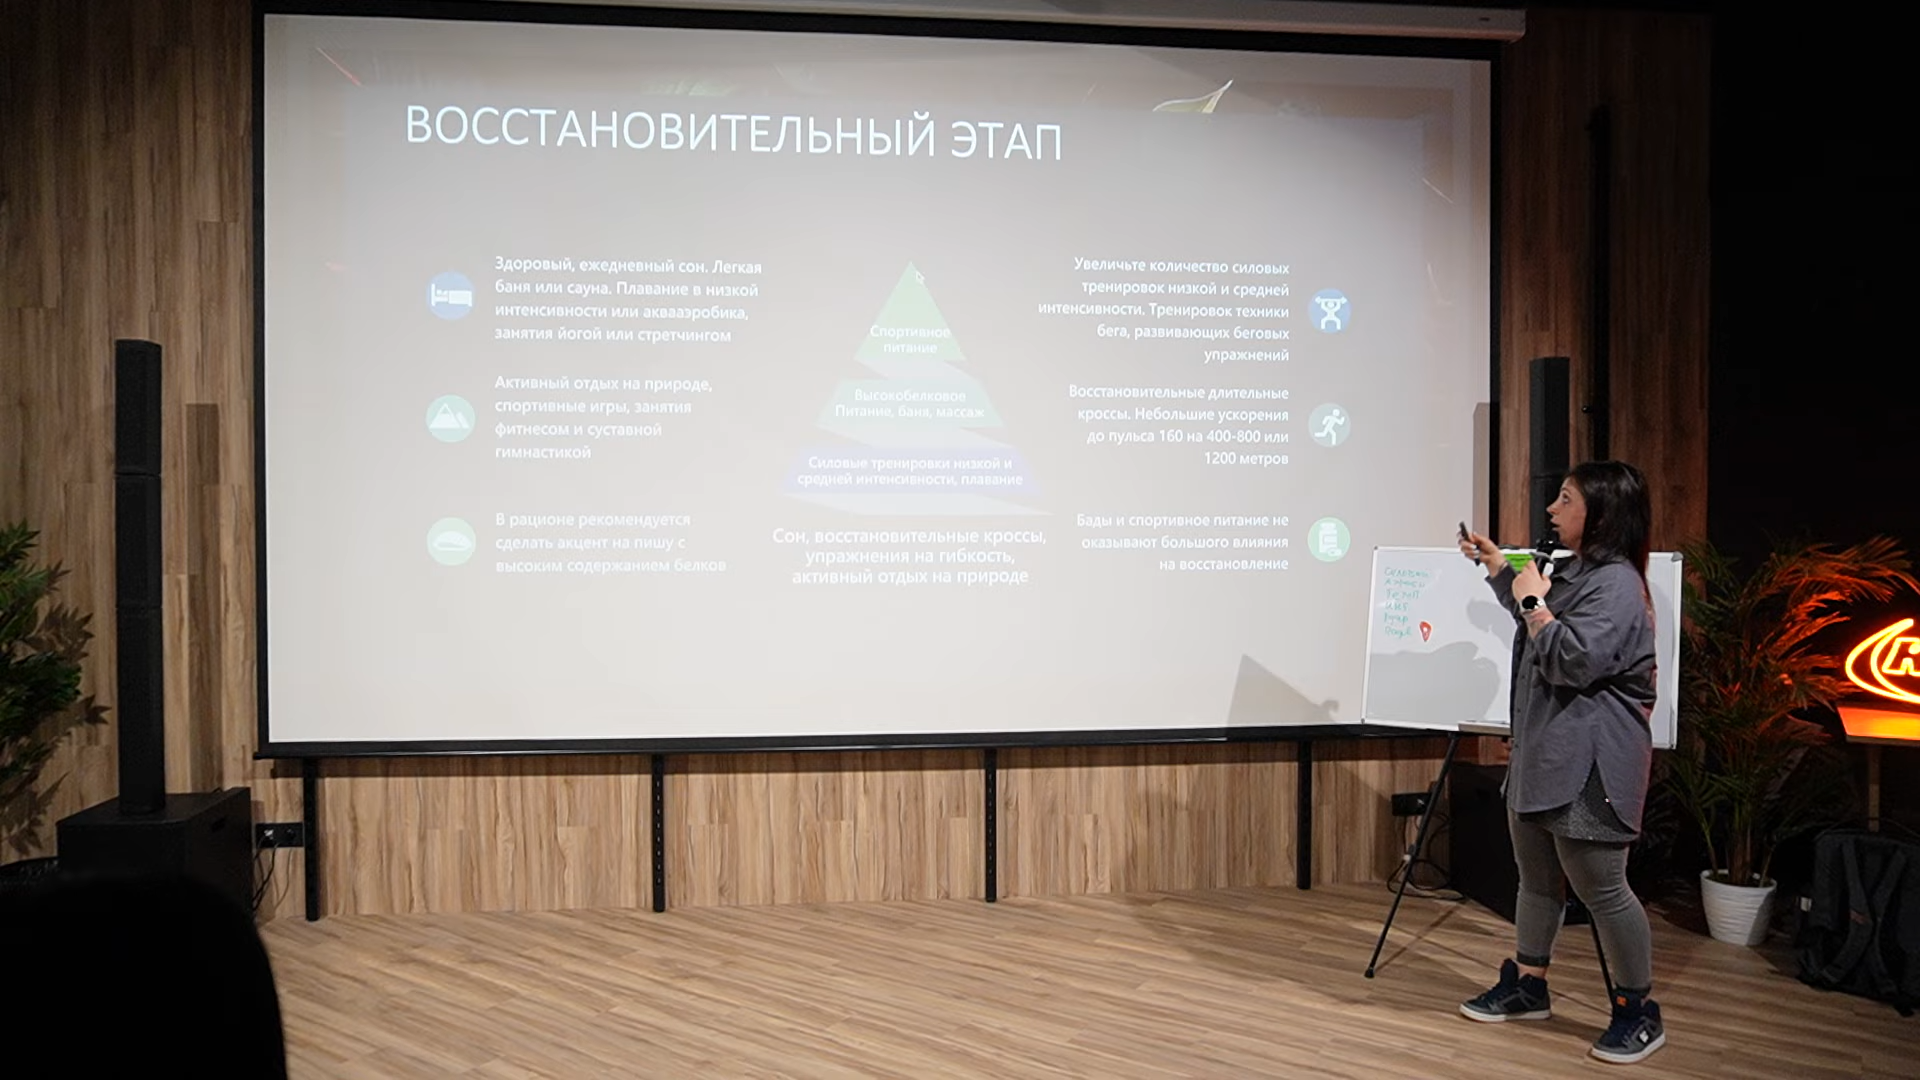 ВОССТАНОВИТЕЛЬНЫЙ ЭТАП
Здоровый, ежедневный сон. Легкая
баня или сауна. Плавание в низкой
интенсивности или аквааэробика,
занятия йогой или стретчингом
Активный отдых на природе,
спортивные игры, занятия
фитнесом и суставной
гимнастикой
В рационе рекомендуется
сделать акцент на пишу с
высоким содержанием белков
Спортивное
питание
Высокобелковое
Питание, баня, массаж
Силовые тренировки низкой и
средней интенсивности, плавание
Сон, восстановительные кроссы,
упражнения на гибкость,
активный отдых на природе
Увеличьте количество силовых
тренировок низкой и средней
интенсивности. Тренировок техники
бега, развивающих беговых
упражнений
Восстановительные длительные
кроссы. Небольшие ускорения
до пульса 160 на 400-800 или
1200 метров
Бады и спортивное питание не
оказывают большого влияния
на восстановление